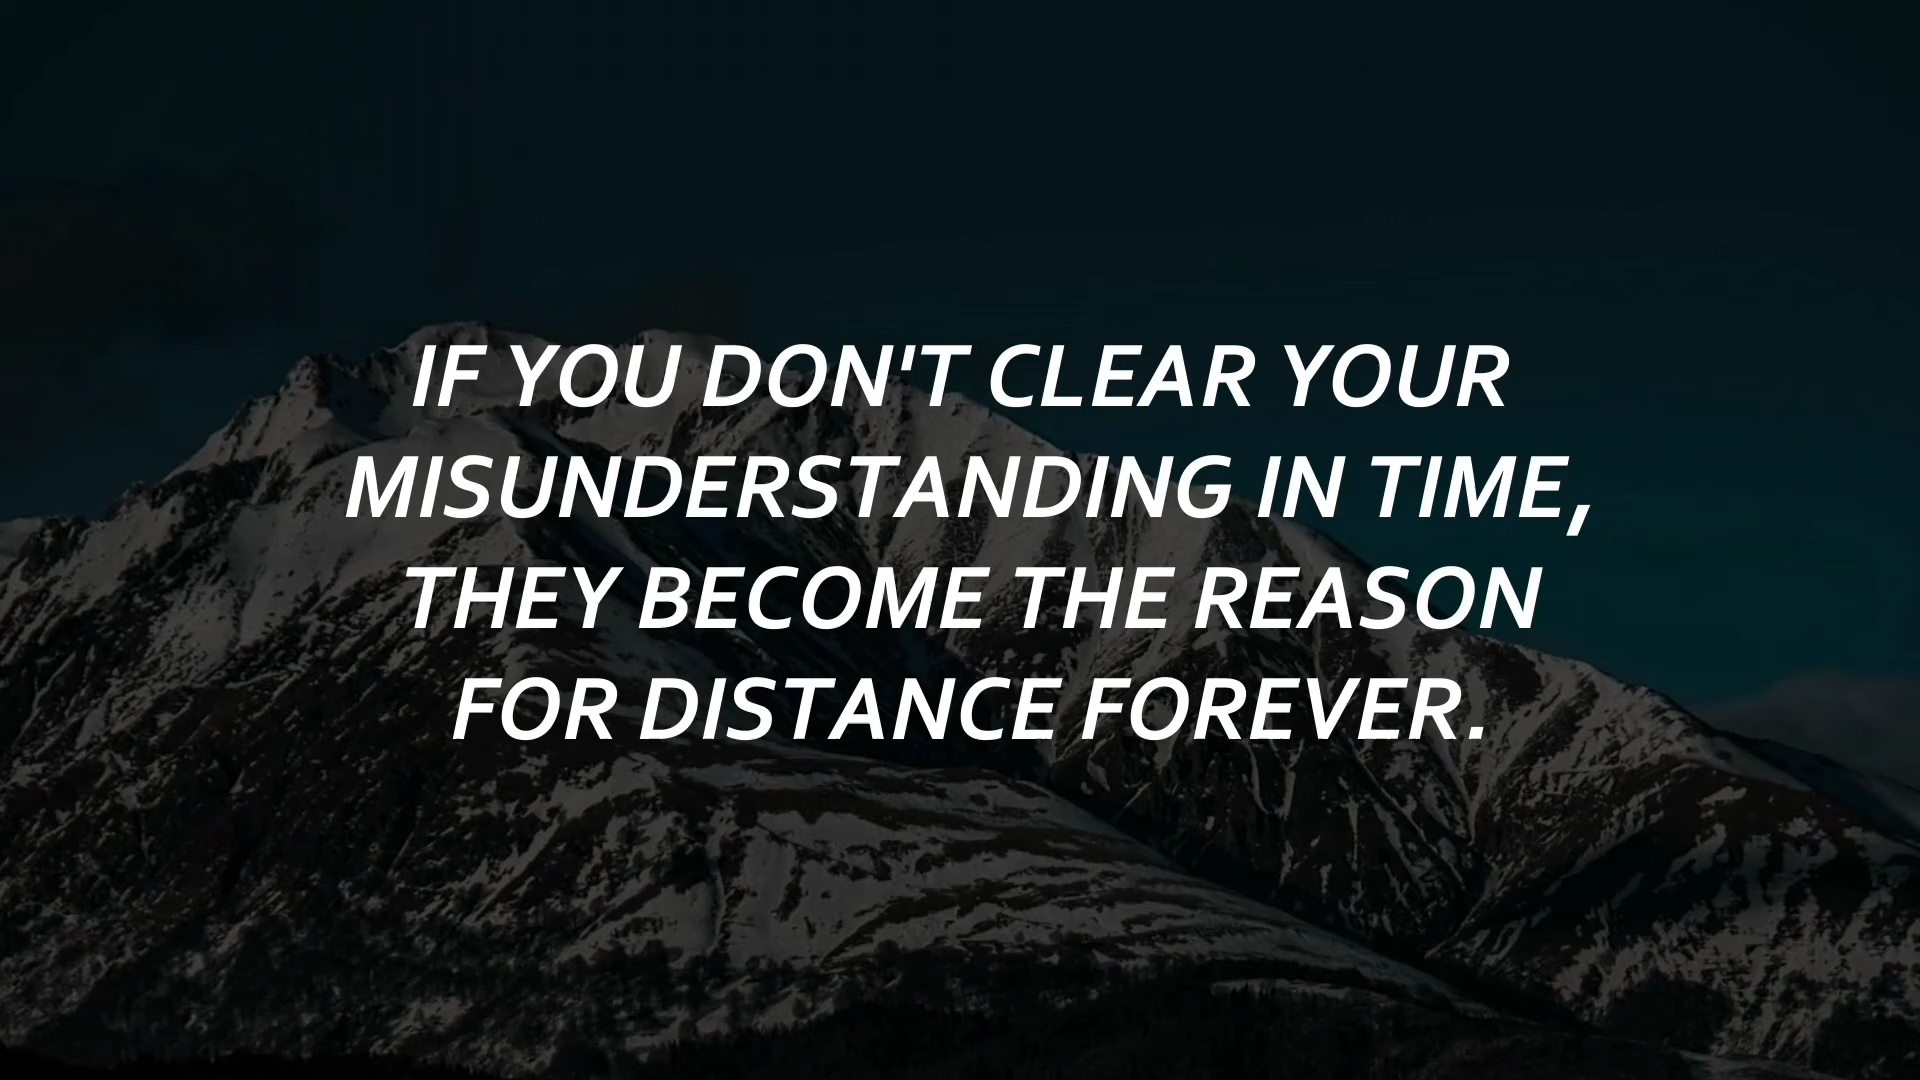 IF YOU DON'T CLEAR YOUR
MISUNDERSTANDING IN TIME,
THEY BECOME THE REASON
FOR DISTANCE FOREVER.